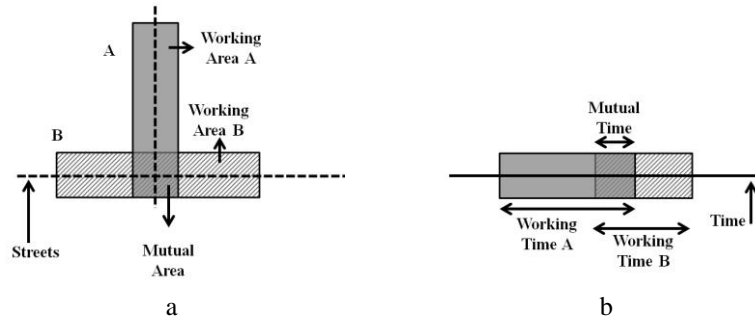 A
Working
Area A
Working
Area B
B
Streets
Mutual
Area
a
Mutual
Time
Working
Time A
Working
Time B
Time
b